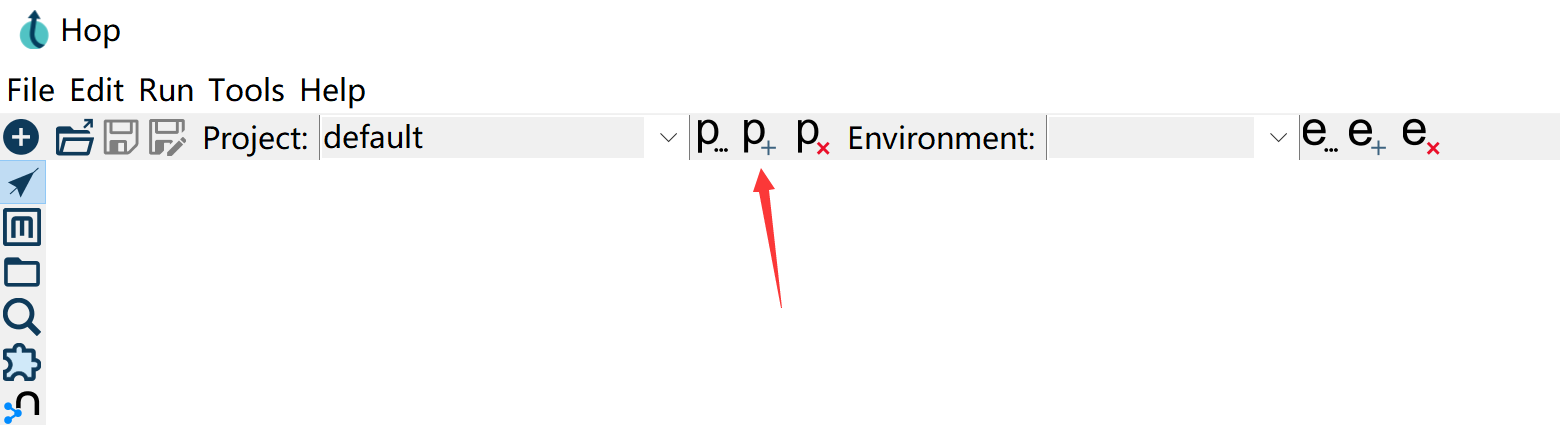 Hop
File Edit Run Tools Help
Project: default p... p+ p× Environment: e... e+ e×